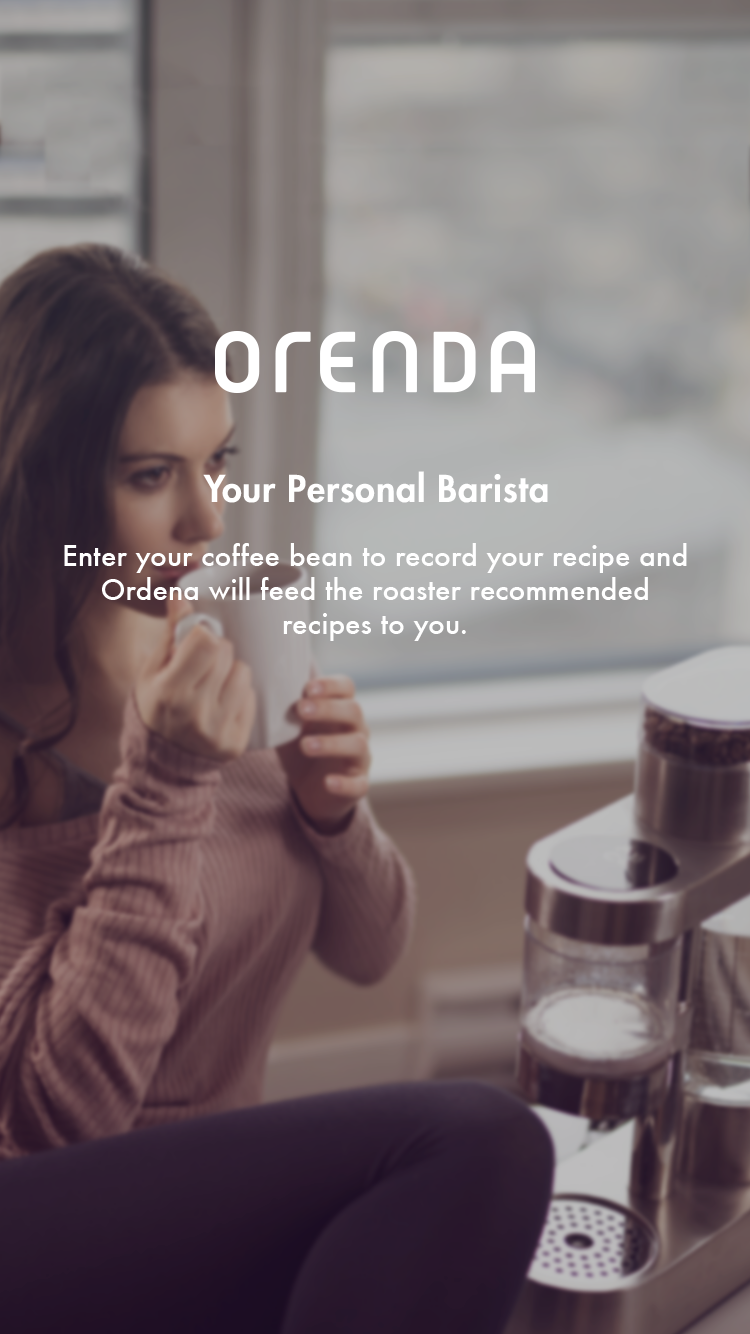 ORENDA
Your Personal Barista
Enter your coffee bean to record your recipe and
Ordena will feed the roaster recommended
recipes to you.